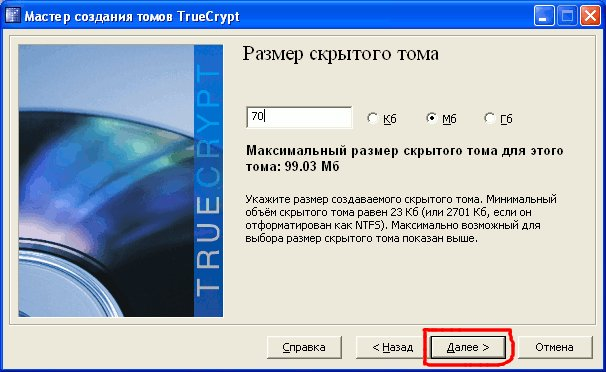 Мастер создания томов TrueCrypt
Размер скрытого тома
70
Кб
Мб
Гб
Максимальный размер скрытого тома для этого
тома: 99.03 Мб
Укажите размер создаваемого скрытого тома. Минимальный
объём скрытого тома равен 23 Кб (или 2701 Кб, если он
отформатирован как NTFS). Максимально возможный для
выбора размер скрытого тома показан выше.
TRUECRYPT
Справка
< Назад
Далее >
Отмена